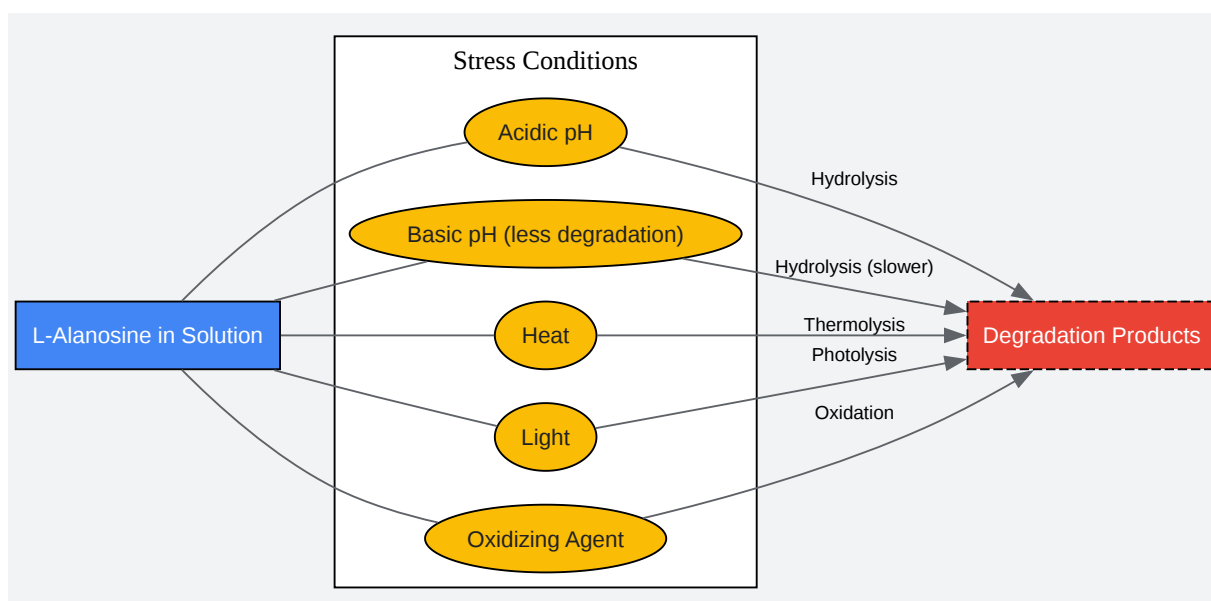 Stress Conditions
Acidic pH
Hydrolysis
Basic pH (less degradation)
Hydrolysis (slower)
L-Alanosine in Solution
Heat
Thermolysis
Degradation Products
Photolysis
Light
Oxidation
Oxidizing Agent